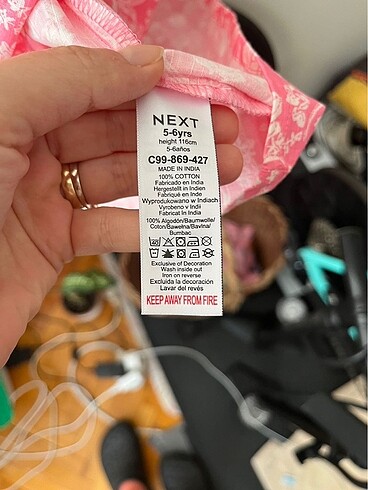 NEXT
5-6yrs
height 116cm
5-6años
C99-869-427
MADE IN INDIA
100% COTTON
Fabricado en India
Hergestellt in Indien
Fabriqué en Inde
Wyprodukowano w Indiach
Vyrobeno v Indii
Fabricat în India
100% Algodón/Baumwolle/
Coton/Bawełna/Bavlna/
Bumbac
Exclusive of Decoration
Wash inside out
Iron on reverse
Excluida la decoración
Lavar del revés
KEEP AWAY FROM FIRE